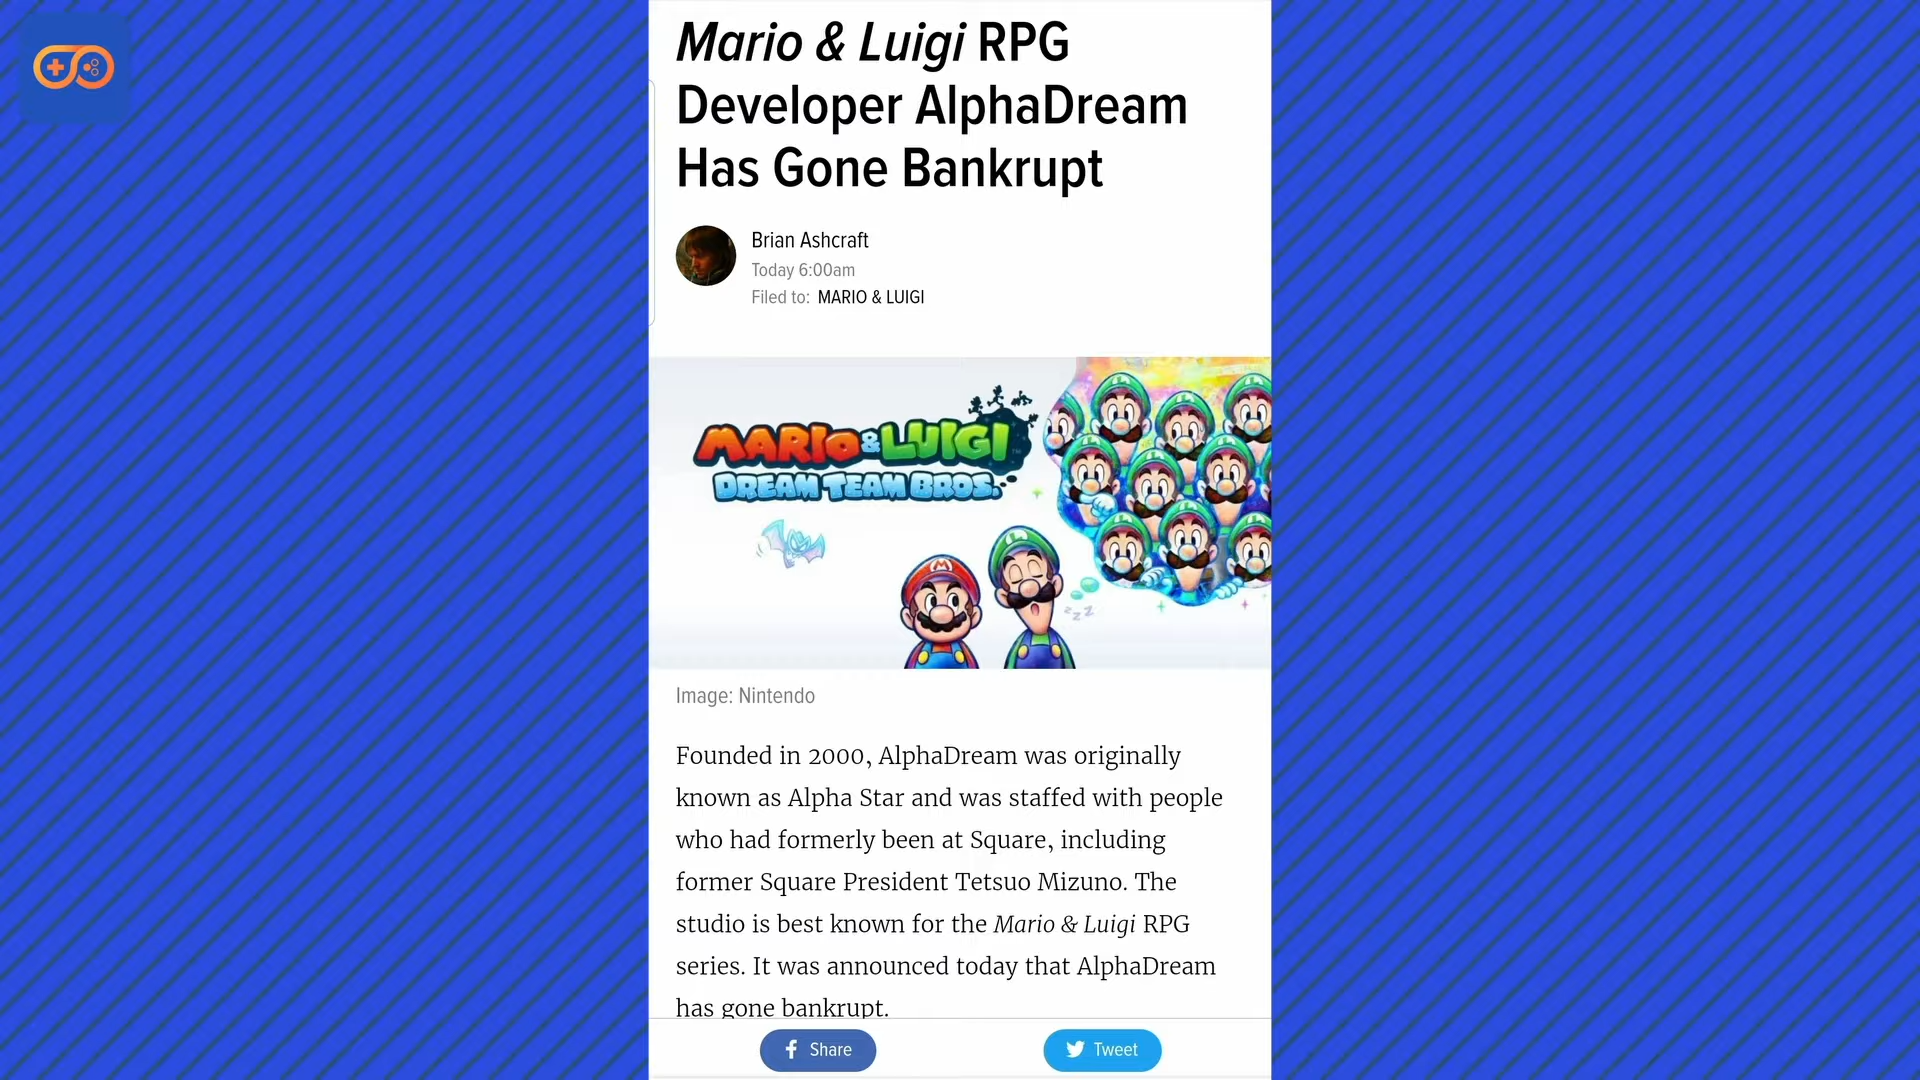 Mario & Luigi RPG
Developer AlphaDream
Has Gone Bankrupt
Brian Ashcraft
Today 6:00am
Filed to: MARIO & LUIGI
MARIO & LUIGI
DREAM TEAM BROS.
zzz
Image: Nintendo
Founded in 2000, AlphaDream was originally
known as Alpha Star and was staffed with people
who had formerly been at Square, including
former Square President Tetsuo Mizuno. The
studio is best known for the Mario & Luigi RPG
series. It was announced today that AlphaDream
has gone bankrupt.
Share
Tweet